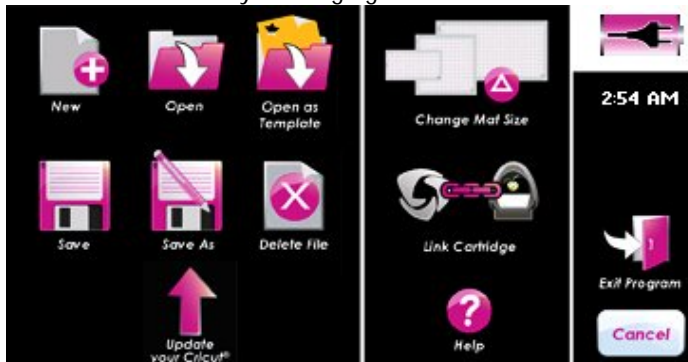 New
Open
Open as
Template
Change Mat Size
2:54 AM
Save
Save As
Delete File
Link Cartridge
Exit Program
Update
your Cricut®
Help
Cancel